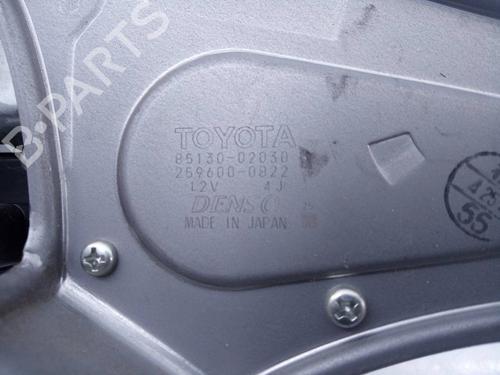 B-PARTS
TOYOTA
85130-02030
259600-0822
12V 4J
DENSO
MADE IN JAPAN
55